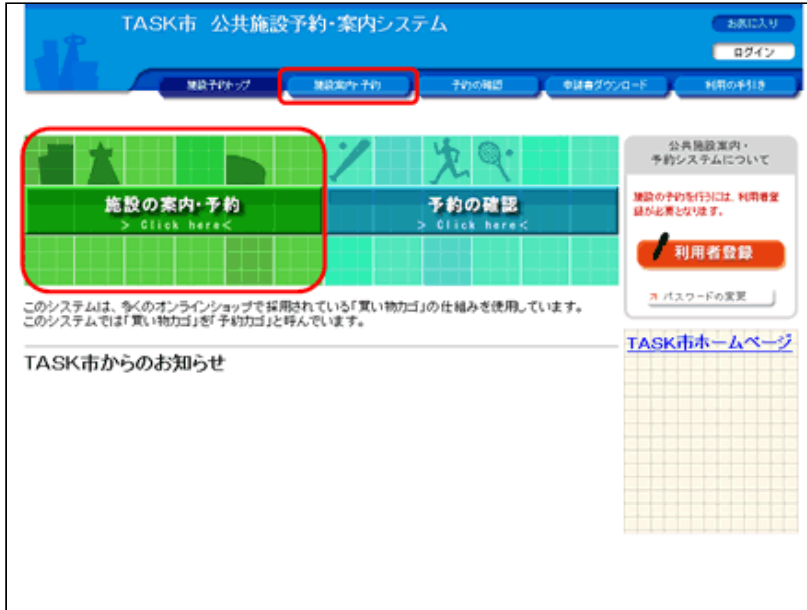 TASK市 公共施設予約・案内システム
お気に入り
ログイン
施設予約トップ
施設案内・予約
予約の確認
申請書ダウンロード
利用の手引き
施設の案内・予約
> Click here<
予約の確認
> Click here<
公共施設案内・
予約システムについて
施設の予約を行うには、利用者登
録が必要となります。
利用者登録
パスワードの変更
このシステムは、多くのオンラインショップで採用されている「買い物カゴ」の仕組みを使用しています。
このシステムでは「買い物カゴ」を「予約カゴ」と呼んでいます。
TASK市ホームページ
TASK市からのお知らせ